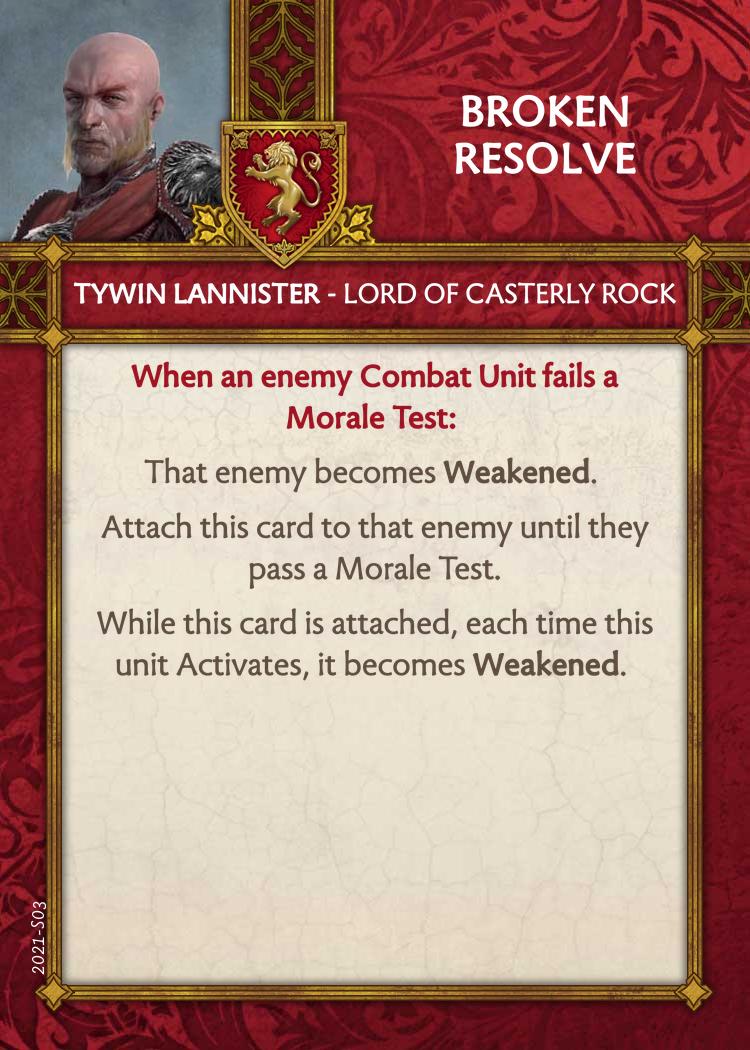 BROKEN
RESOLVE
TYWIN LANNISTER - LORD OF CASTERLY ROCK
When an enemy Combat Unit fails a
Morale Test:
That enemy becomes Weakened.
Attach this card to that enemy until they
pass a Morale Test.
While this card is attached, each time this
unit Activates, it becomes Weakened.
2021-S03